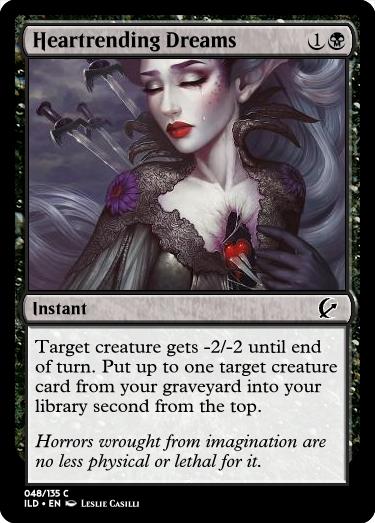 Heartrending Dreams 1
Instant
Target creature gets -2/-2 until end
of turn. Put up to one target creature
card from your graveyard into your
library second from the top.
Horrors wrought from imagination are
no less physical or lethal for it.
048/135 C
ILD • EN Leslie Casilli